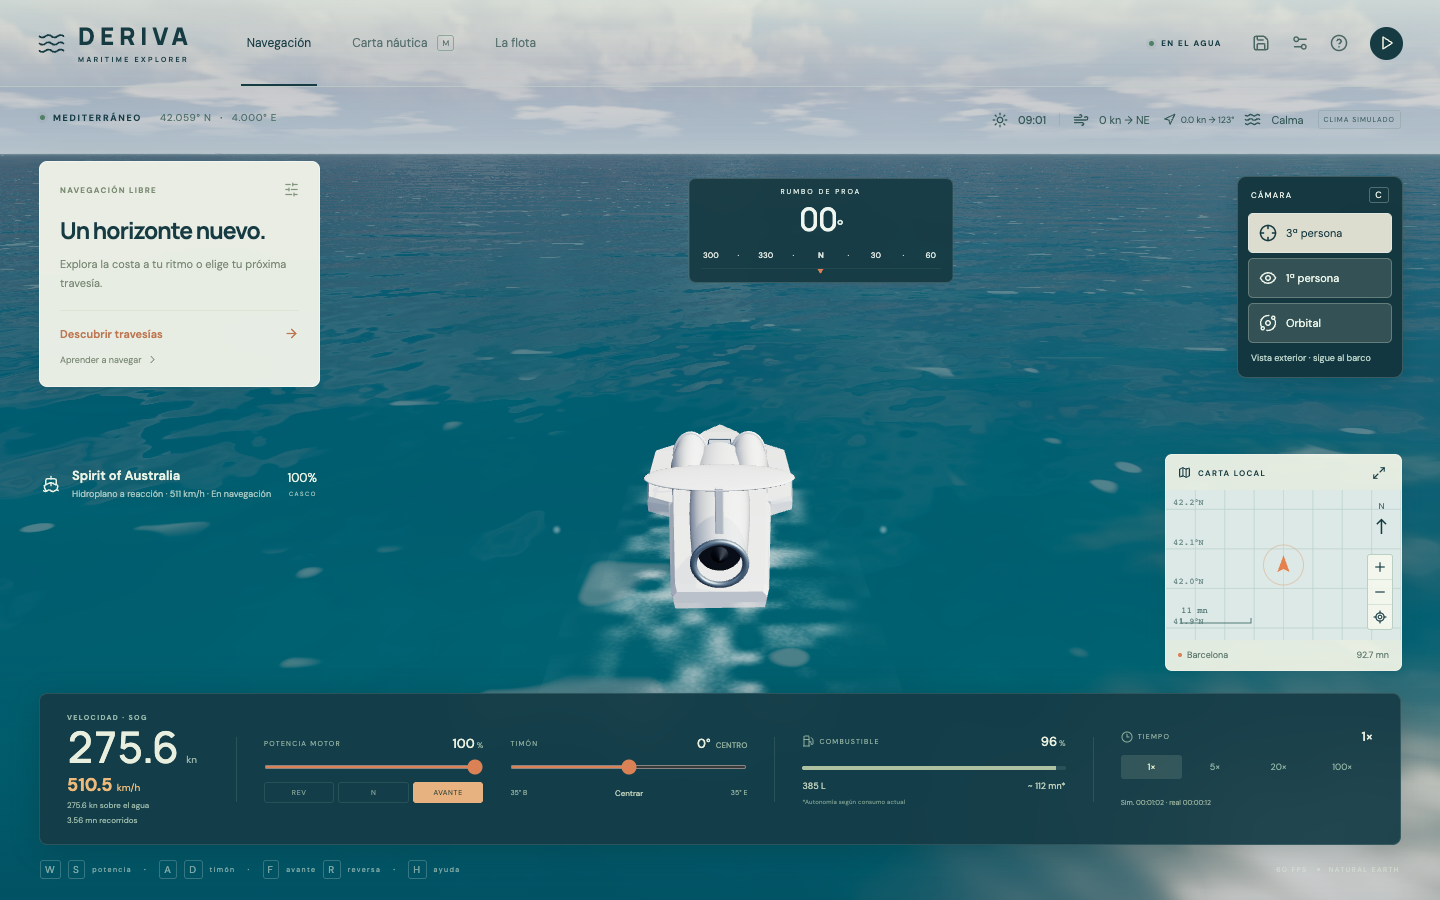 DERIVA
MARITIME EXPLORER
Navegación
Carta náutica M
La flota
EN EL AGUA
MEDITERRÁNEO 42.059° N · 4.000° E
09:01 0 kn → NE 0.0 kn → 123° Calma CLIMA SIMULADO
NAVEGACIÓN LIBRE
Un horizonte nuevo.
Explora la costa a tu ritmo o elige tu próxima
travesía.
Descubrir travesías →
Aprender a navegar
RUMBO DE PROA
00°
300 · 330 · N · 30 · 60
CÁMARA C
3ª persona
1ª persona
Orbital
Vista exterior · sigue al barco
Spirit of Australia
Hidroplano a reacción · 511 km/h · En navegación
100%
CASCO
CARTA LOCAL
42.2°N
42.1°N
42.0°N
41.9°N
11 mn
N
+
−
Barcelona 92.7 mn
VELOCIDAD · SOG
275.6 kn
510.5 km/h
275.6 kn sobre el agua
3.56 mn recorridos
POTENCIA MOTOR 100 %
REV N AVANTE
TIMÓN 0° CENTRO
35° B Centrar 35° E
COMBUSTIBLE 96 %
385 L ~ 112 mn*
*Autonomía según consumo actual
TIEMPO 1×
1× 5× 20× 100×
Sim. 00:01:02 · real 00:00:12
W S potencia · A D timón · F avante R reversa · H ayuda
60 FPS • NATURAL EARTH